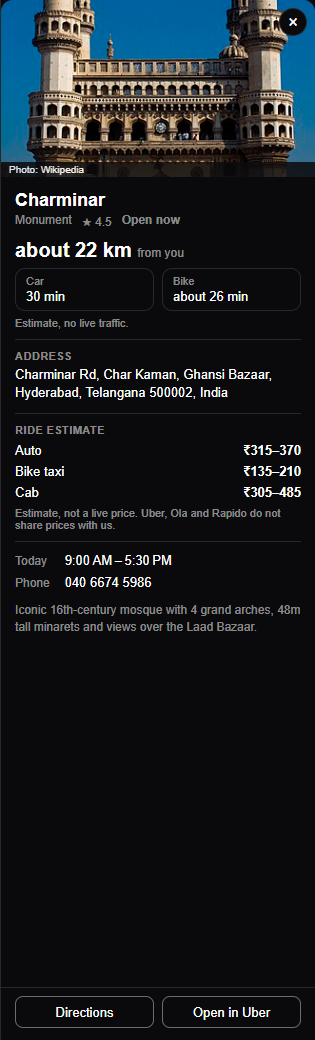 ×
Photo: Wikipedia
Charminar
Monument ★ 4.5 Open now
about 22 km from you
Car
30 min
Bike
about 26 min
Estimate, no live traffic.
ADDRESS
Charminar Rd, Char Kaman, Ghansi Bazaar,
Hyderabad, Telangana 500002, India
RIDE ESTIMATE
Auto ₹315–370
Bike taxi ₹135–210
Cab ₹305–485
Estimate, not a live price. Uber, Ola and Rapido do not
share prices with us.
Today 9:00 AM – 5:30 PM
Phone 040 6674 5986
Iconic 16th-century mosque with 4 grand arches, 48m
tall minarets and views over the Laad Bazaar.
Directions
Open in Uber